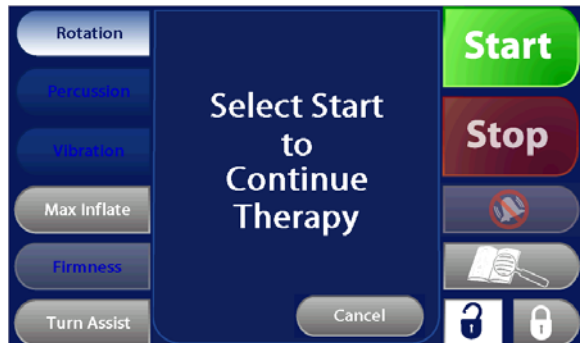 Rotation
Percussion
Vibration
Max Inflate
Firmness
Turn Assist
Select Start
to
Continue
Therapy
Cancel
Start
Stop